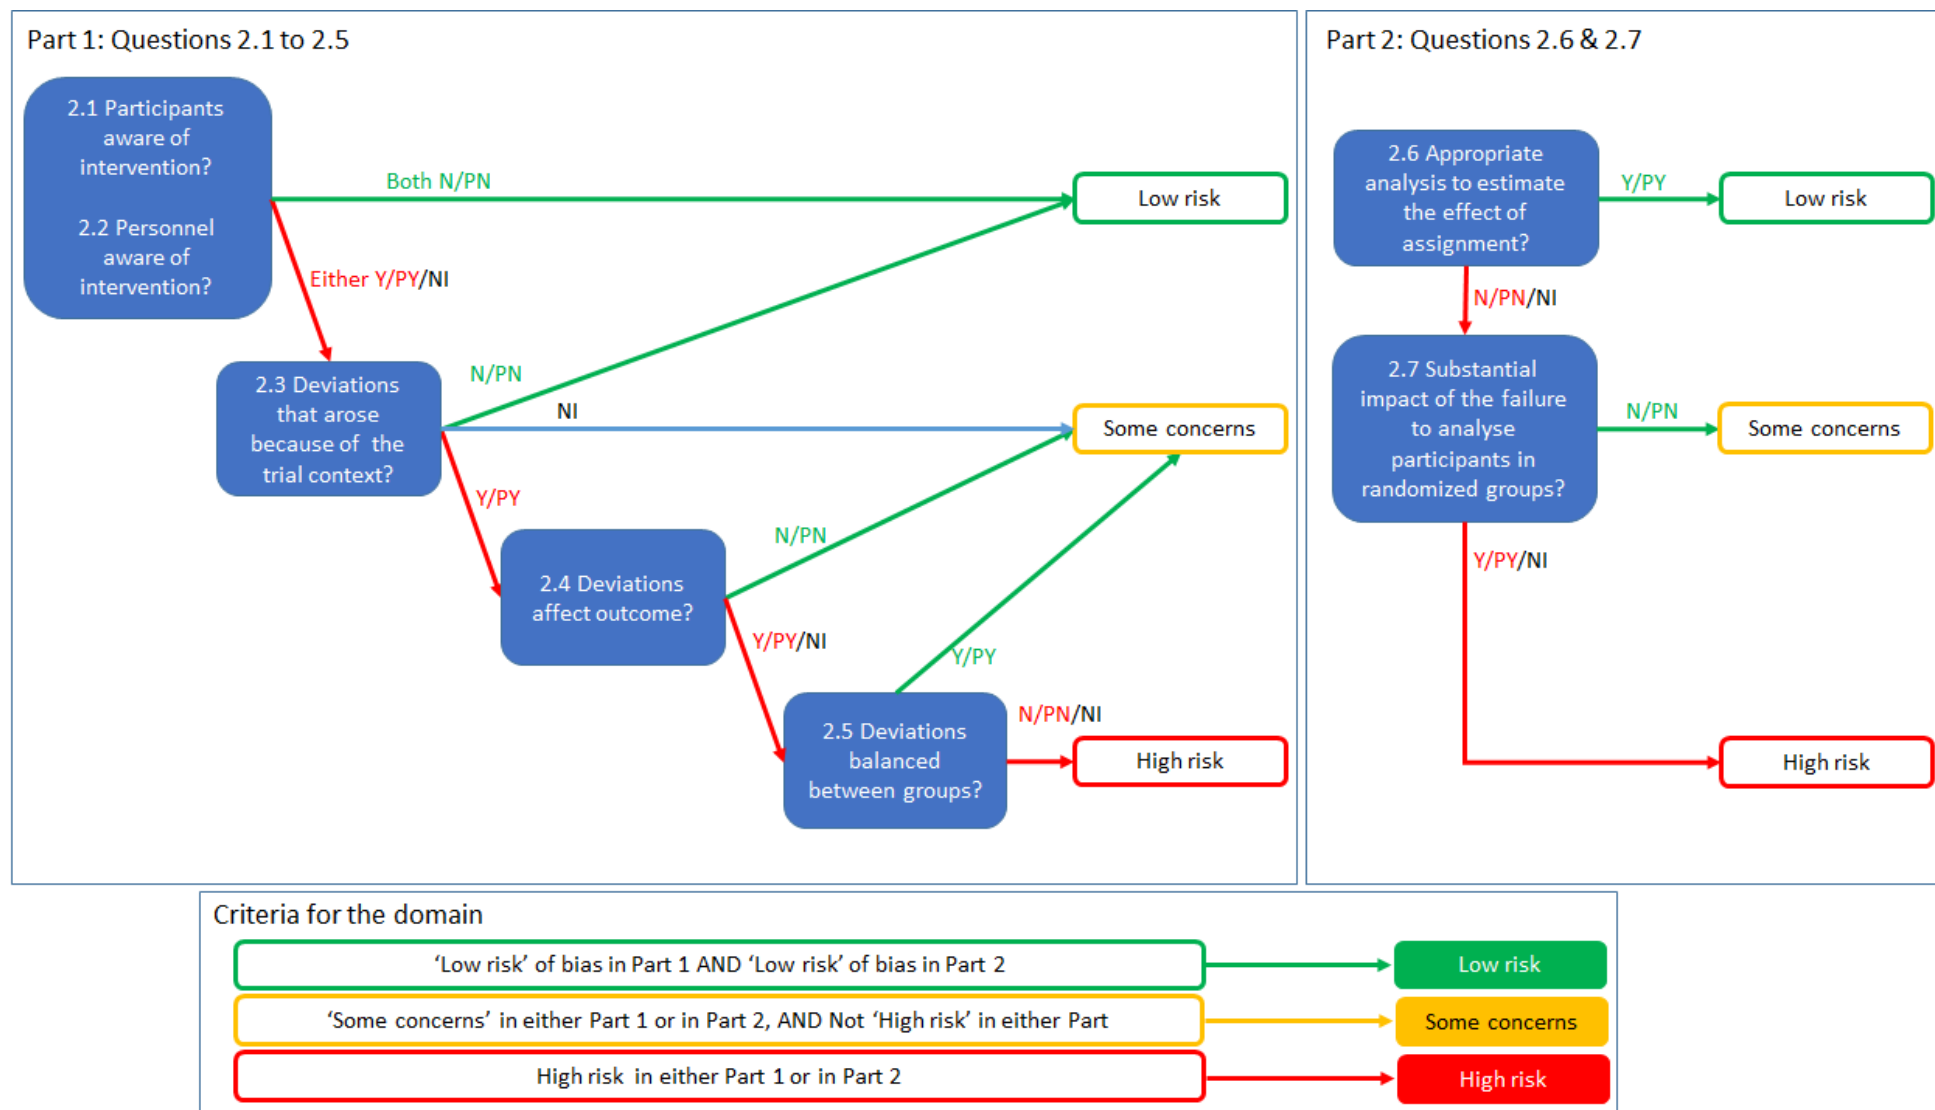 Part 1: Questions 2.1 to 2.5
2.1 Participants
aware of
intervention?
2.2 Personnel
aware of
intervention?
Both N/PN
Low risk
Either Y/PY/NI
2.3 Deviations
that arose
because of the
trial context?
N/PN
NI
Some concerns
Y/PY
2.4 Deviations
affect outcome?
N/PN
Y/PY/NI
Y/PY
2.5 Deviations
balanced
between groups?
N/PN/NI
High risk
Part 2: Questions 2.6 & 2.7
2.6 Appropriate
analysis to estimate
the effect of
assignment?
Y/PY
Low risk
N/PN/NI
2.7 Substantial
impact of the failure
to analyse
participants in
randomized groups?
N/PN
Some concerns
Y/PY/NI
High risk
Criteria for the domain
‘Low risk’ of bias in Part 1 AND ‘Low risk’ of bias in Part 2
Low risk
‘Some concerns’ in either Part 1 or in Part 2, AND Not ‘High risk’ in either Part
Some concerns
High risk in either Part 1 or in Part 2
High risk